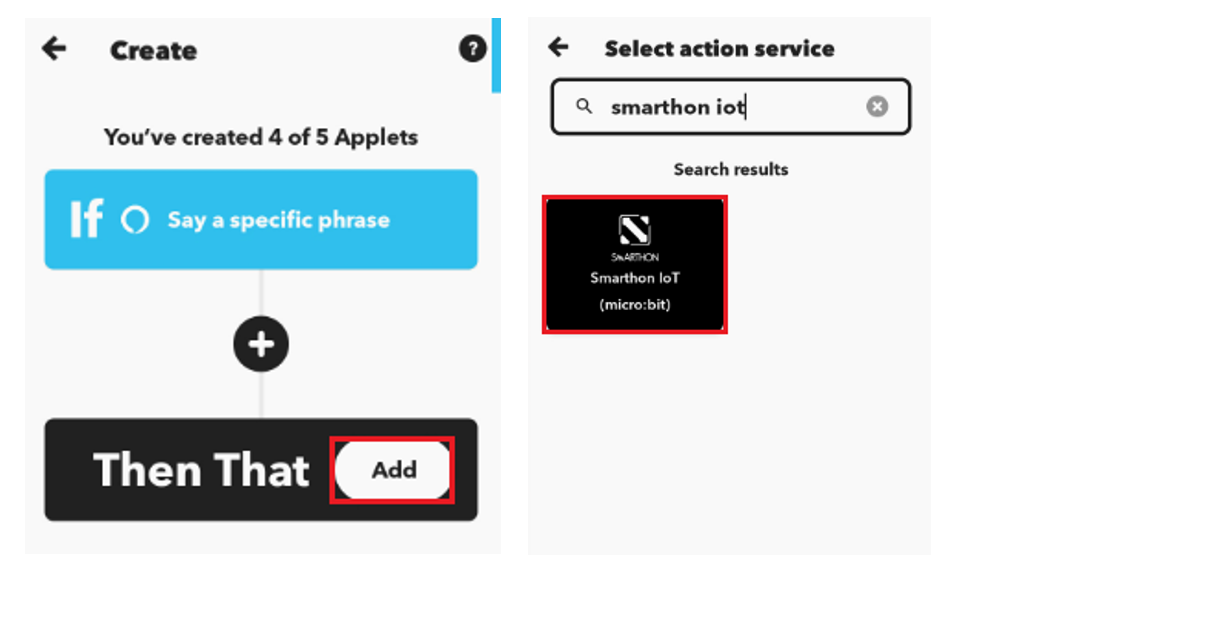 Create
?
You've created 4 of 5 Applets
If Say a specific phrase
Then That Add
Select action service
smarthon iot
Search results
SMARTHON
Smarthon IoT
(micro:bit)